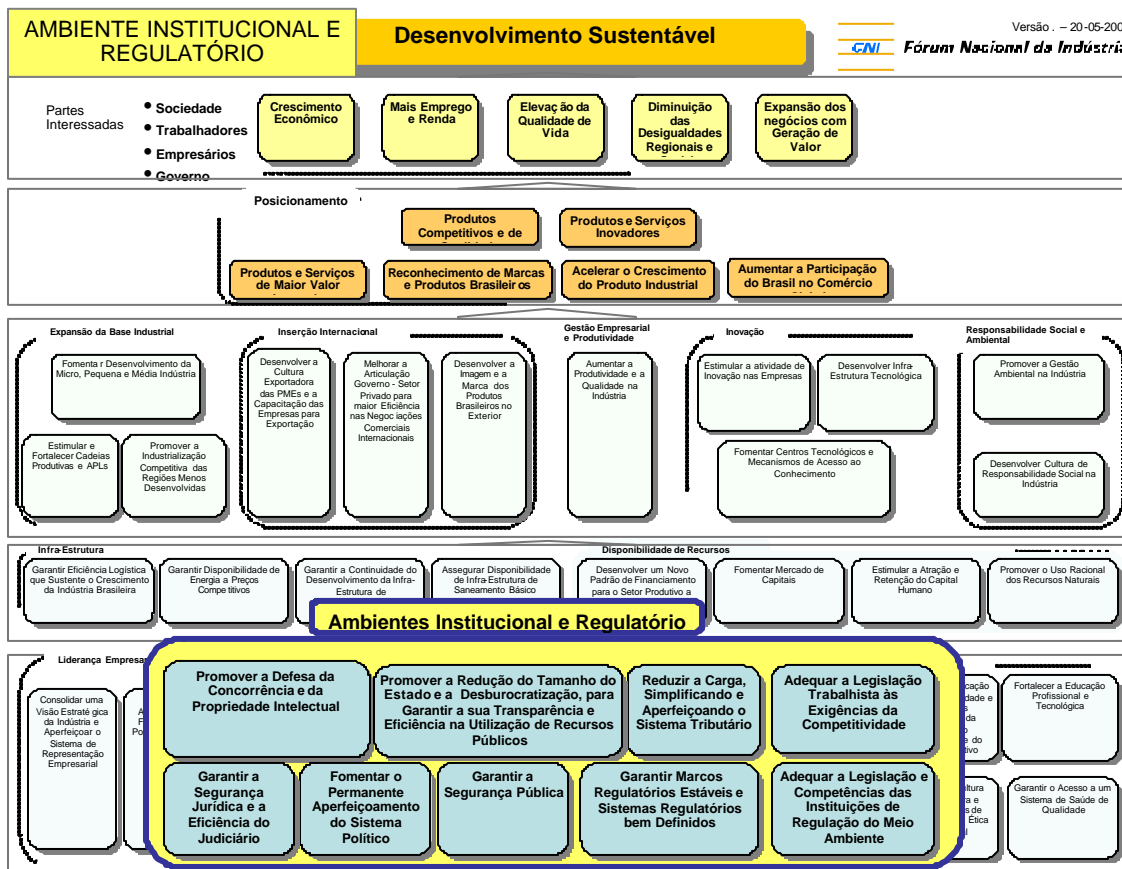 AMBIENTE INSTITUCIONAL E
REGULATÓRIO
Desenvolvimento Sustentável
Versão . – 20-05-200
CNI Fórum Nacional da Indústria
Partes
Interessadas
• Sociedade
• Trabalhadores
• Empresários
• Governo
Crescimento
Econômico
Mais Emprego
e Renda
Elevação da
Qualidade de
Vida
Diminuição
das
Desigualdades
Regionais e
Expansão dos
negócios com
Geração de
Valor
Posicionamento
Produtos
Competitivos e de
Produtos e Serviços
Inovadores
Produtos e Serviços
de Maior Valor
Reconhecimento de Marcas
e Produtos Brasileiros
Acelerar o Crescimento
do Produto Industrial
Aumentar a Participação
do Brasil no Comércio
Expansão da Base Industrial
Fomenta r Desenvolvimento da
Micro, Pequena e Média Indústria
Estimular e
Fortalecer Cadeias
Produtivas e APLs
Promover a
Industrialização
Competitiva das
Regiões Menos
Desenvolvidas
Inserção Internacional
Desenvolver a
Cultura
Exportadora
das PMEs e a
Capacitação das
Empresas para
Exportação
Melhorar a
Articulação
Governo - Setor
Privado para
maior Eficiência
nas Negoc iações
Comerciais
Internacionais
Desenvolver a
Imagem e a
Marca dos
Produtos
Brasileiros no
Exterior
Gestão Empresarial
e Produtividade
Aumentar a
Produtividade e a
Qualidade na
Indústria
Inovação
Estimular a atividade de
Inovação nas Empresas
Desenvolver Infra-
Estrutura Tecnológica
Fomentar Centros Tecnológicos e
Mecanismos de Acesso ao
Conhecimento
Responsabilidade Social e
Ambiental
Promover a Gestão
Ambiental na Indústria
Desenvolver Cultura de
Responsabilidade Social na
Indústria
Infra-Estrutura
Garantir Eficiência Logística
que Sustente o Crescimento
da Indústria Brasileira
Garantir Disponibilidade de
Energia a Preços
Competitivos
Garantir a Continuidade do
Desenvolvimento da Infra-
Estrutura de
Assegurar Disponibilidade
de Infra-Estrutura de
Saneamento Básico
Disponibilidade de Recursos
Desenvolver um Novo
Padrão de Financiamento
para o Setor Produtivo a
Fomentar Mercado de
Capitais
Estimular a Atração e
Retenção do Capital
Humano
Promover o Uso Racional
dos Recursos Naturais
Ambientes Institucional e Regulatório
Liderança Empresar
Consolidar uma
Visão Estraté gica
da Indústria e
Aperfeiçoar o
Sistema de
Representação
Empresarial
Promover a Defesa da
Concorrência e da
Propriedade Intelectual
Promover a Redução do Tamanho do
Estado e a Desburocratização, para
Garantir a sua Transparência e
Eficiência na Utilização de Recursos
Públicos
Reduzir a Carga,
Simplificando e
Aperfeiçoando o
Sistema Tributário
Adequar a Legislação
Trabalhista às
Exigências da
Competitividade
Garantir a
Segurança
Jurídica e a
Eficiência do
Judiciário
Fomentar o
Permanente
Aperfeiçoamento
do Sistema
Político
Garantir a
Segurança Pública
Garantir Marcos
Regulatórios Estáveis e
Sistemas Regulatórios
bem Definidos
Adequar a Legislação e
Competências das
Instituições de
Regulação do Meio
Ambiente
Fortalecer a Educação
Profissional e
Tecnológica
Garantir o Acesso a um
Sistema de Saúde de
Qualidade